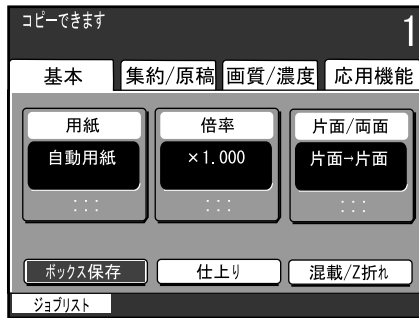 コピーできます
1
基本 集約/原稿 画質/濃度 応用機能
用紙 倍率 片面/両面
自動用紙 ×1.000 片面→片面
ボックス保存 仕上り 混載/Z折れ
ジョブリスト